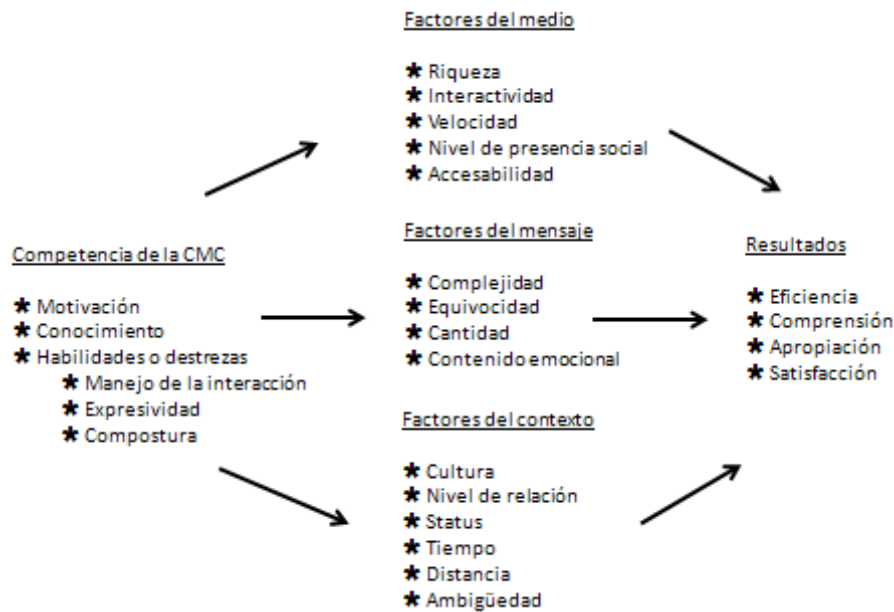 Factores del medio
✱ Riqueza
✱ Interactividad
✱ Velocidad
✱ Nivel de presencia social
✱ Accesabilidad
Competencia de la CMC
✱ Motivación
✱ Conocimiento
✱ Habilidades o destrezas
✱ Manejo de la interacción
✱ Expresividad
✱ Compostura
Factores del mensaje
✱ Complejidad
✱ Equivocidad
✱ Cantidad
✱ Contenido emocional
Factores del contexto
✱ Cultura
✱ Nivel de relación
✱ Status
✱ Tiempo
✱ Distancia
✱ Ambigüedad
Resultados
✱ Eficiencia
✱ Comprensión
✱ Apropiación
✱ Satisfacción